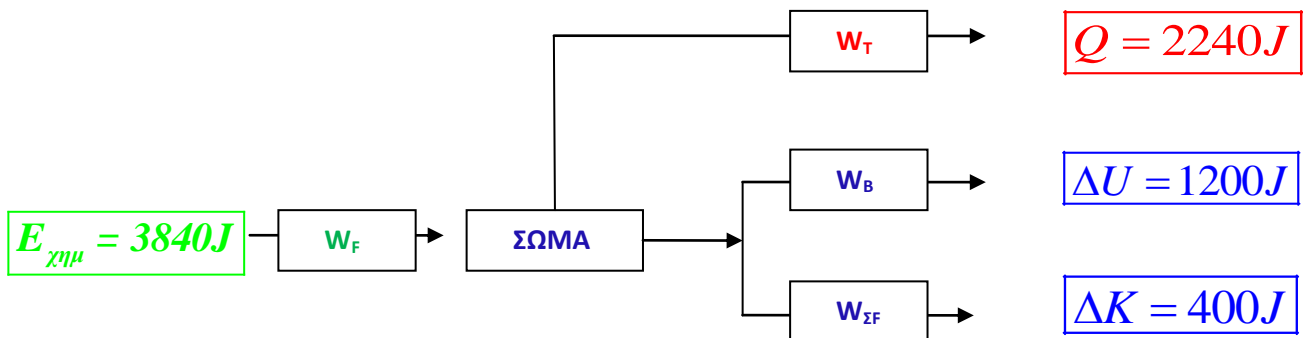 W_T
Q = 2240J
W_B
ΔU = 1200J
E_χημ = 3840J
W_F
ΣΩΜΑ
W_ΣF
ΔK = 400J